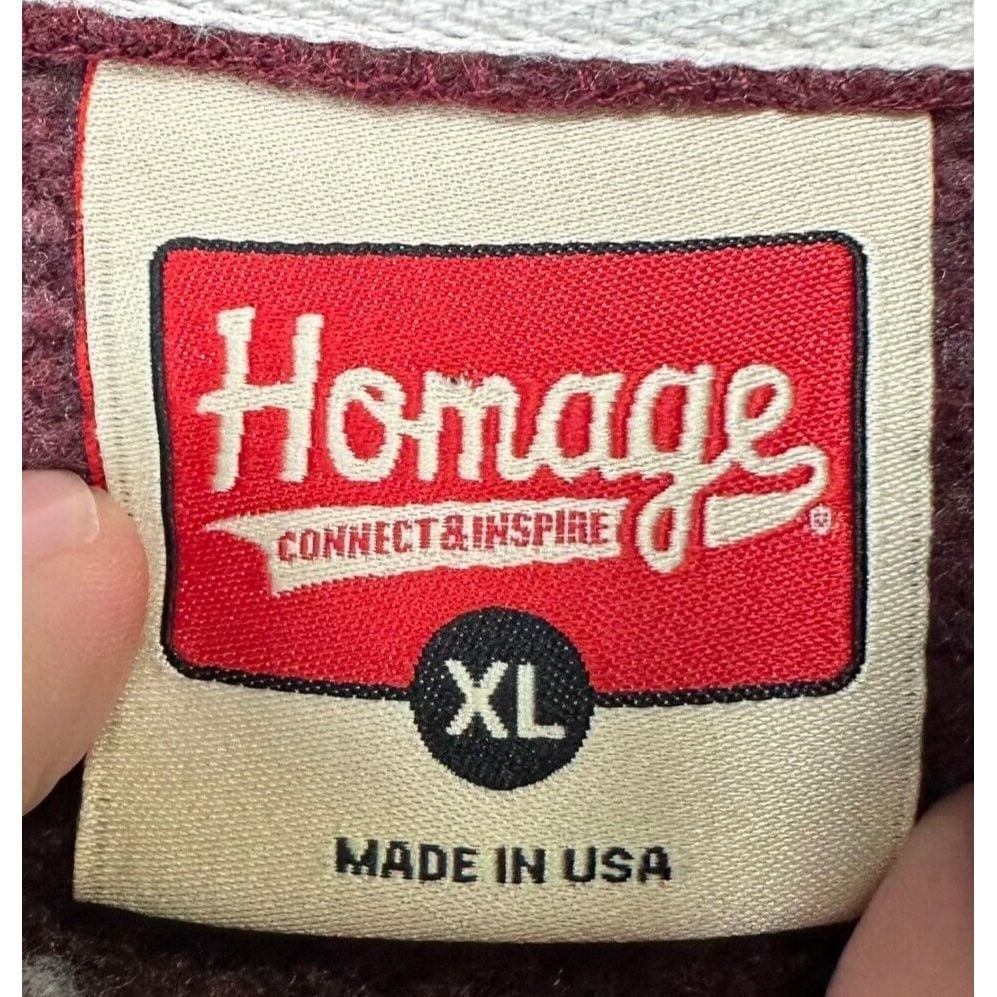 Homage
CONNECT & INSPIRE
®
XL
MADE IN USA